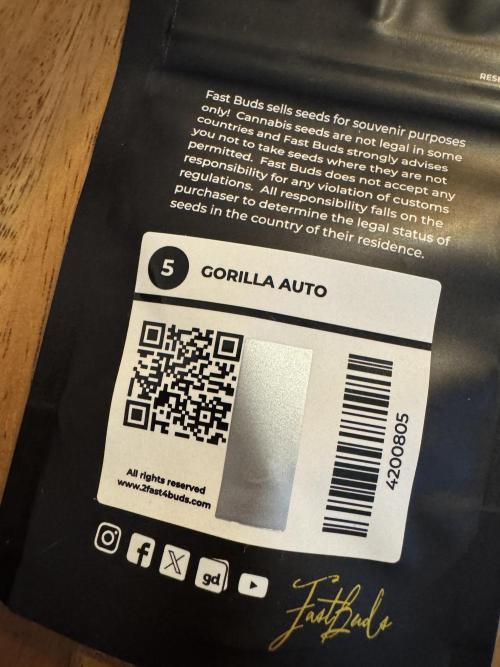 RESE
Fast Buds sells seeds for souvenir purposes
only! Cannabis seeds are not legal in some
countries and Fast Buds strongly advises
you not to take seeds where they are not
permitted. Fast Buds does not accept any
responsibility for any violation of customs
regulations. All responsibility falls on the
purchaser to determine the legal status of
seeds in the country of their residence.
5 GORILLA AUTO
4200805
All rights reserved
www.2fast4buds.com
gd
FastBuds